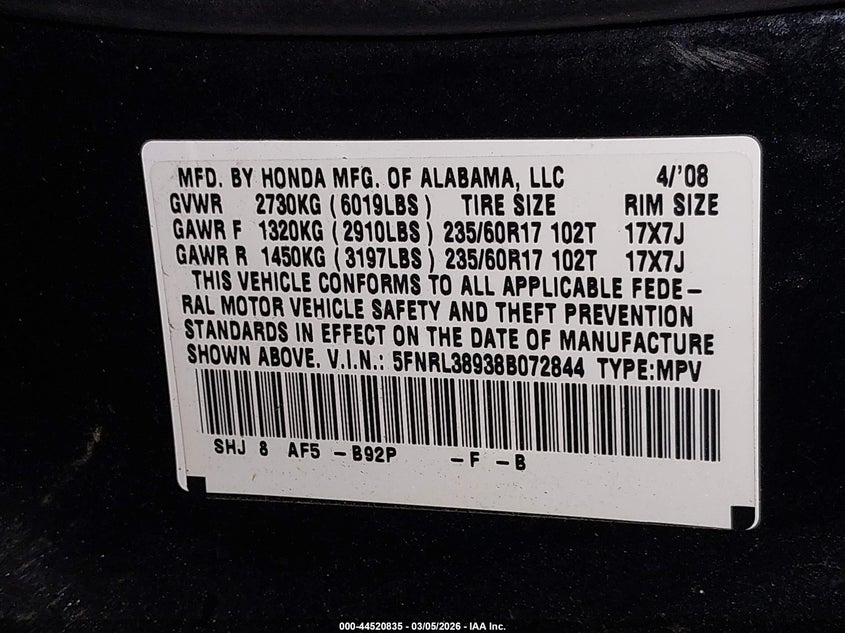 MFD. BY HONDA MFG. OF ALABAMA, LLC 4/'08
GVWR 2730KG (6019LBS) TIRE SIZE RIM SIZE
GAWR F 1320KG (2910LBS) 235/60R17 102T 17X7J
GAWR R 1450KG (3197LBS) 235/60R17 102T 17X7J
THIS VEHICLE CONFORMS TO ALL APPLICABLE FEDE-
RAL MOTOR VEHICLE SAFETY AND THEFT PREVENTION
STANDARDS IN EFFECT ON THE DATE OF MANUFACTURE
SHOWN ABOVE. V.I.N.: 5FNRL38938B072844 TYPE:MPV
SHJ 8 AF5 -B92P -F -B
000-44520835 - 03/05/2026 - IAA Inc.